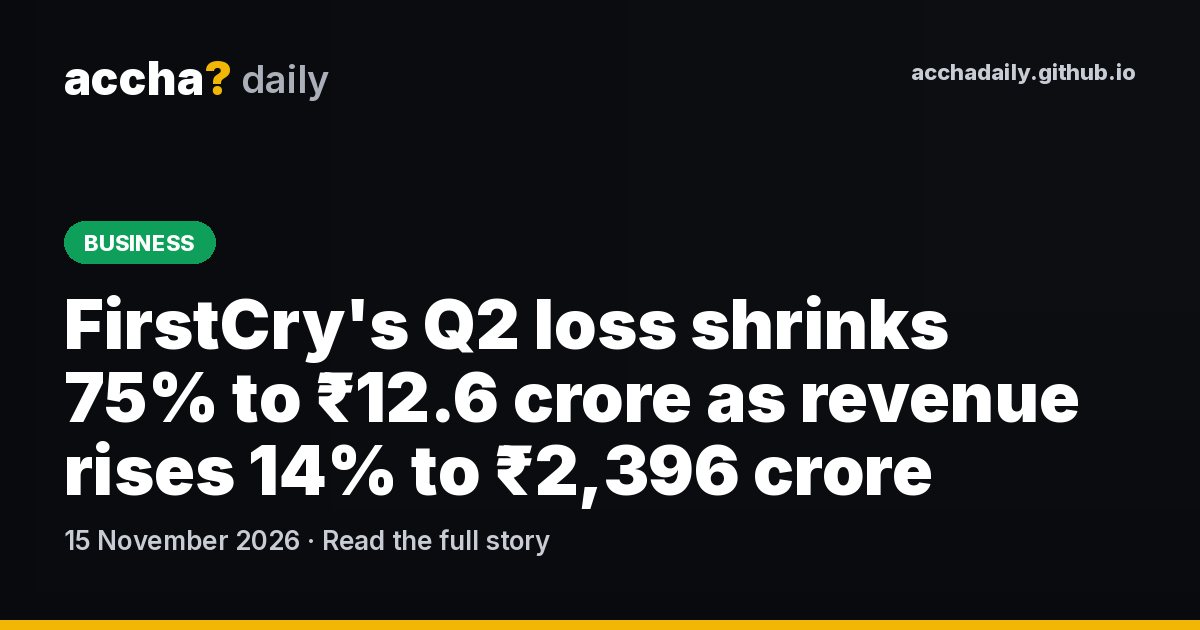 accha? daily
acchadaily.github.io
BUSINESS
FirstCry's Q2 loss shrinks
75% to ₹12.6 crore as revenue
rises 14% to ₹2,396 crore
15 November 2026 · Read the full story